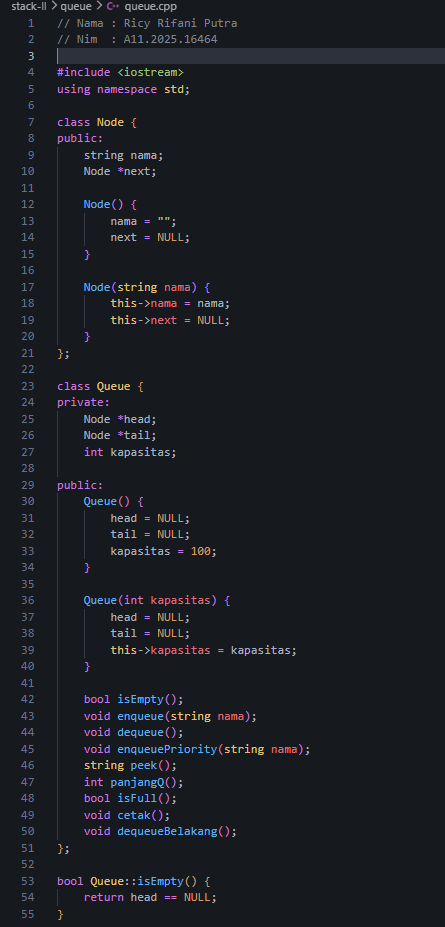 stack-ll > queue > C++ queue.cpp
1 // Nama : Ricy Rifani Putra
2 // Nim  : A11.2025.16464
3
4 #include <iostream>
5 using namespace std;
6
7 class Node {
8 public:
9     string nama;
10     Node *next;
11
12     Node() {
13         nama = "";
14         next = NULL;
15     }
16
17     Node(string nama) {
18         this->nama = nama;
19         this->next = NULL;
20     }
21 };
22
23 class Queue {
24 private:
25     Node *head;
26     Node *tail;
27     int kapasitas;
28
29 public:
30     Queue() {
31         head = NULL;
32         tail = NULL;
33         kapasitas = 100;
34     }
35
36     Queue(int kapasitas) {
37         head = NULL;
38         tail = NULL;
39         this->kapasitas = kapasitas;
40     }
41
42     bool isEmpty();
43     void enqueue(string nama);
44     void dequeue();
45     void enqueuePriority(string nama);
46     string peek();
47     int panjangQ();
48     bool isFull();
49     void cetak();
50     void dequeueBelakang();
51 };
52
53 bool Queue::isEmpty() {
54     return head == NULL;
55 }